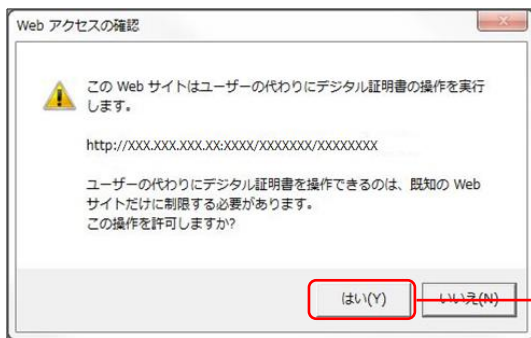 Web アクセスの確認
この Web サイトはユーザーの代わりにデジタル証明書の操作を実行
します。
http://XXX.XXX.XXX.XX:XXXX/XXXXXXX/XXXXXXXX
ユーザーの代わりにデジタル証明書を操作できるのは、既知の Web
サイトだけに制限する必要があります。
この操作を許可しますか?
はい(Y) いいえ(N)